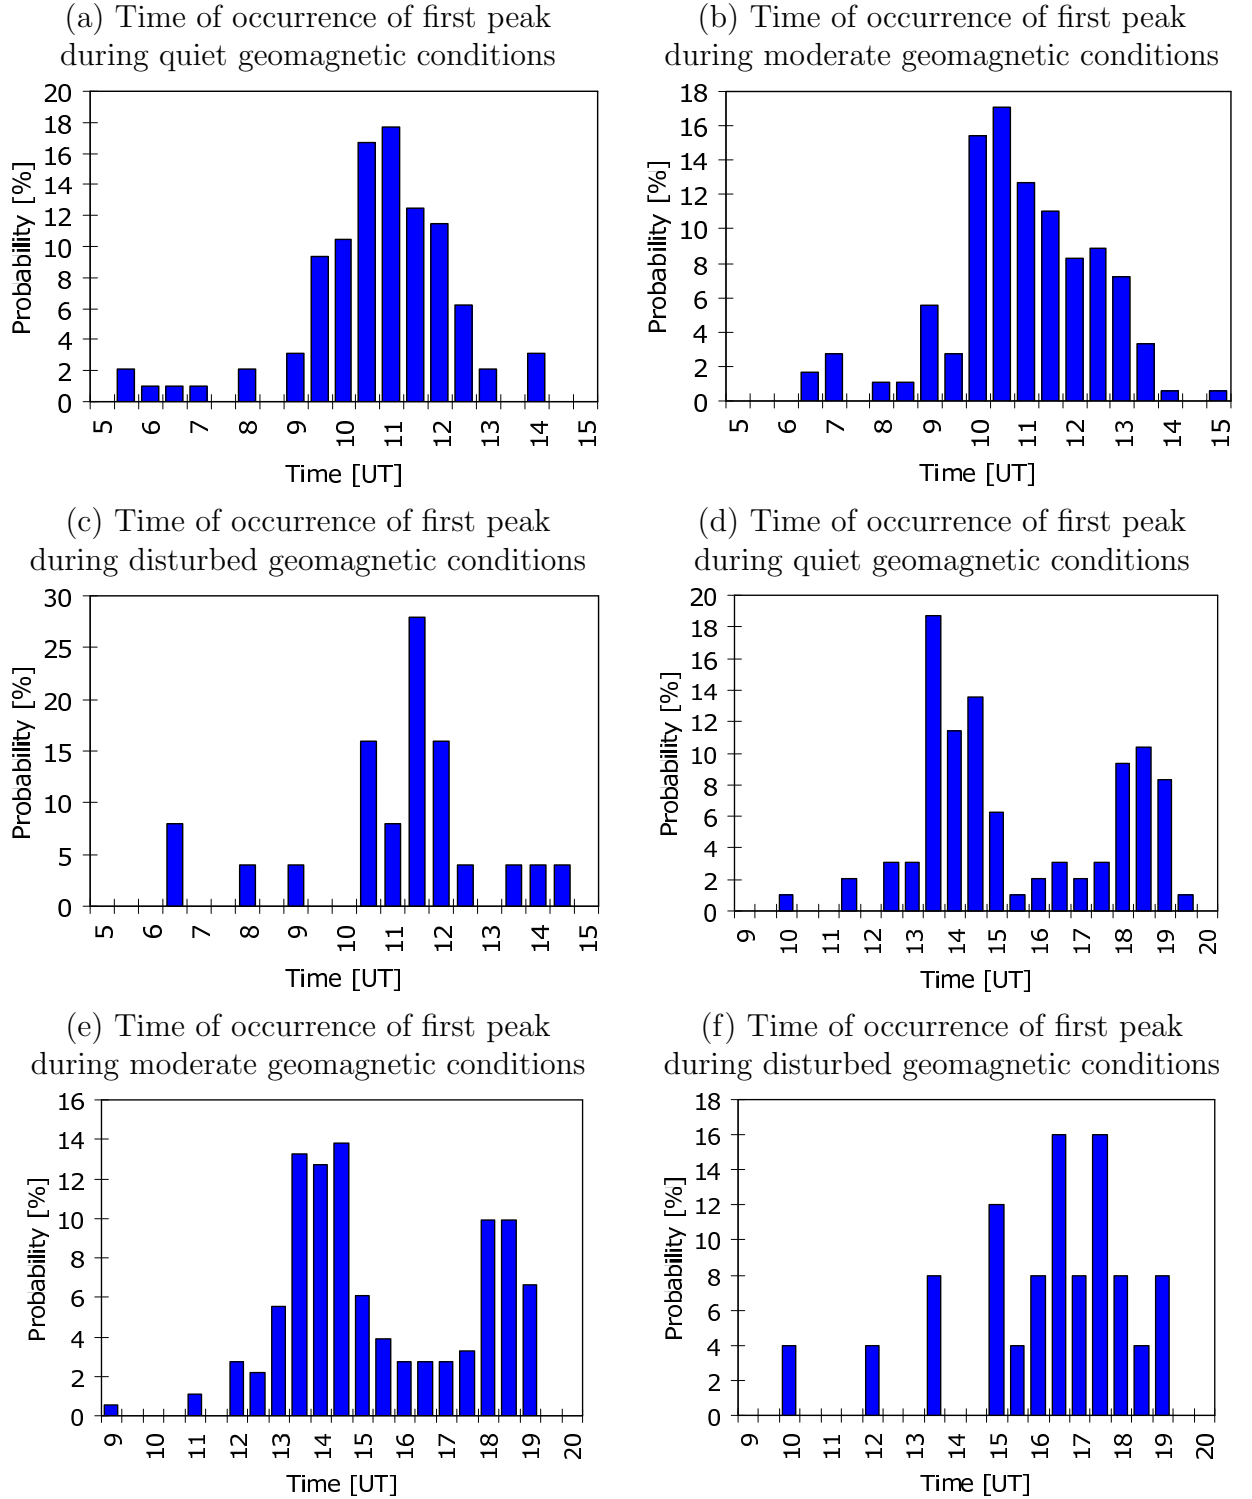 (a) Time of occurrence of first peak
during quiet geomagnetic conditions
20
18
16
14
12
10
8
6
4
2
0
Probability [%]
5 6 7 8 9 10 11 12 13 14 15
Time [UT]
(b) Time of occurrence of first peak
during moderate geomagnetic conditions
18
16
14
12
10
8
6
4
2
0
Probability [%]
5 6 7 8 9 10 11 12 13 14 15
Time [UT]
(c) Time of occurrence of first peak
during disturbed geomagnetic conditions
30
25
20
15
10
5
0
Probability [%]
5 6 7 8 9 10 11 12 13 14 15
Time [UT]
(d) Time of occurrence of first peak
during quiet geomagnetic conditions
20
18
16
14
12
10
8
6
4
2
0
Probability [%]
9 10 11 12 13 14 15 16 17 18 19 20
Time [UT]
(e) Time of occurrence of first peak
during moderate geomagnetic conditions
16
14
12
10
8
6
4
2
0
Probability [%]
9 10 11 12 13 14 15 16 17 18 19 20
Time [UT]
(f) Time of occurrence of first peak
during disturbed geomagnetic conditions
18
16
14
12
10
8
6
4
2
0
Probability [%]
9 10 11 12 13 14 15 16 17 18 19 20
Time [UT]